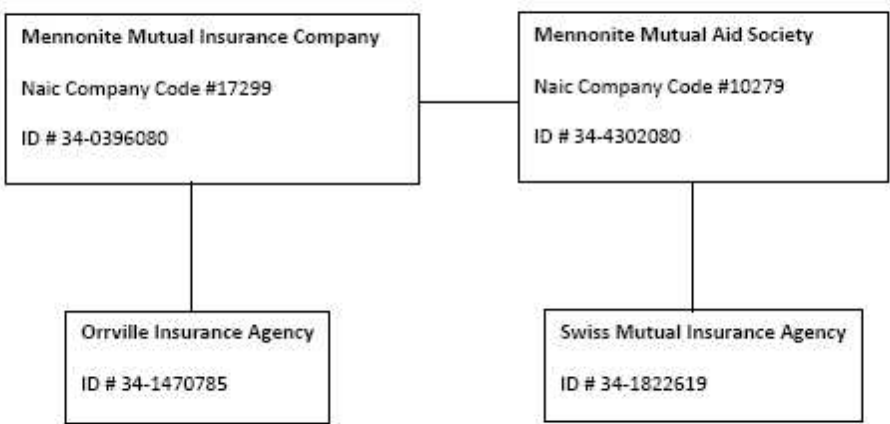 Mennonite Mutual Insurance Company
Naic Company Code #17299
ID # 34-0396080
Mennonite Mutual Aid Society
Naic Company Code #10279
ID # 34-4302080
Orrville Insurance Agency
ID # 34-1470785
Swiss Mutual Insurance Agency
ID # 34-1822619